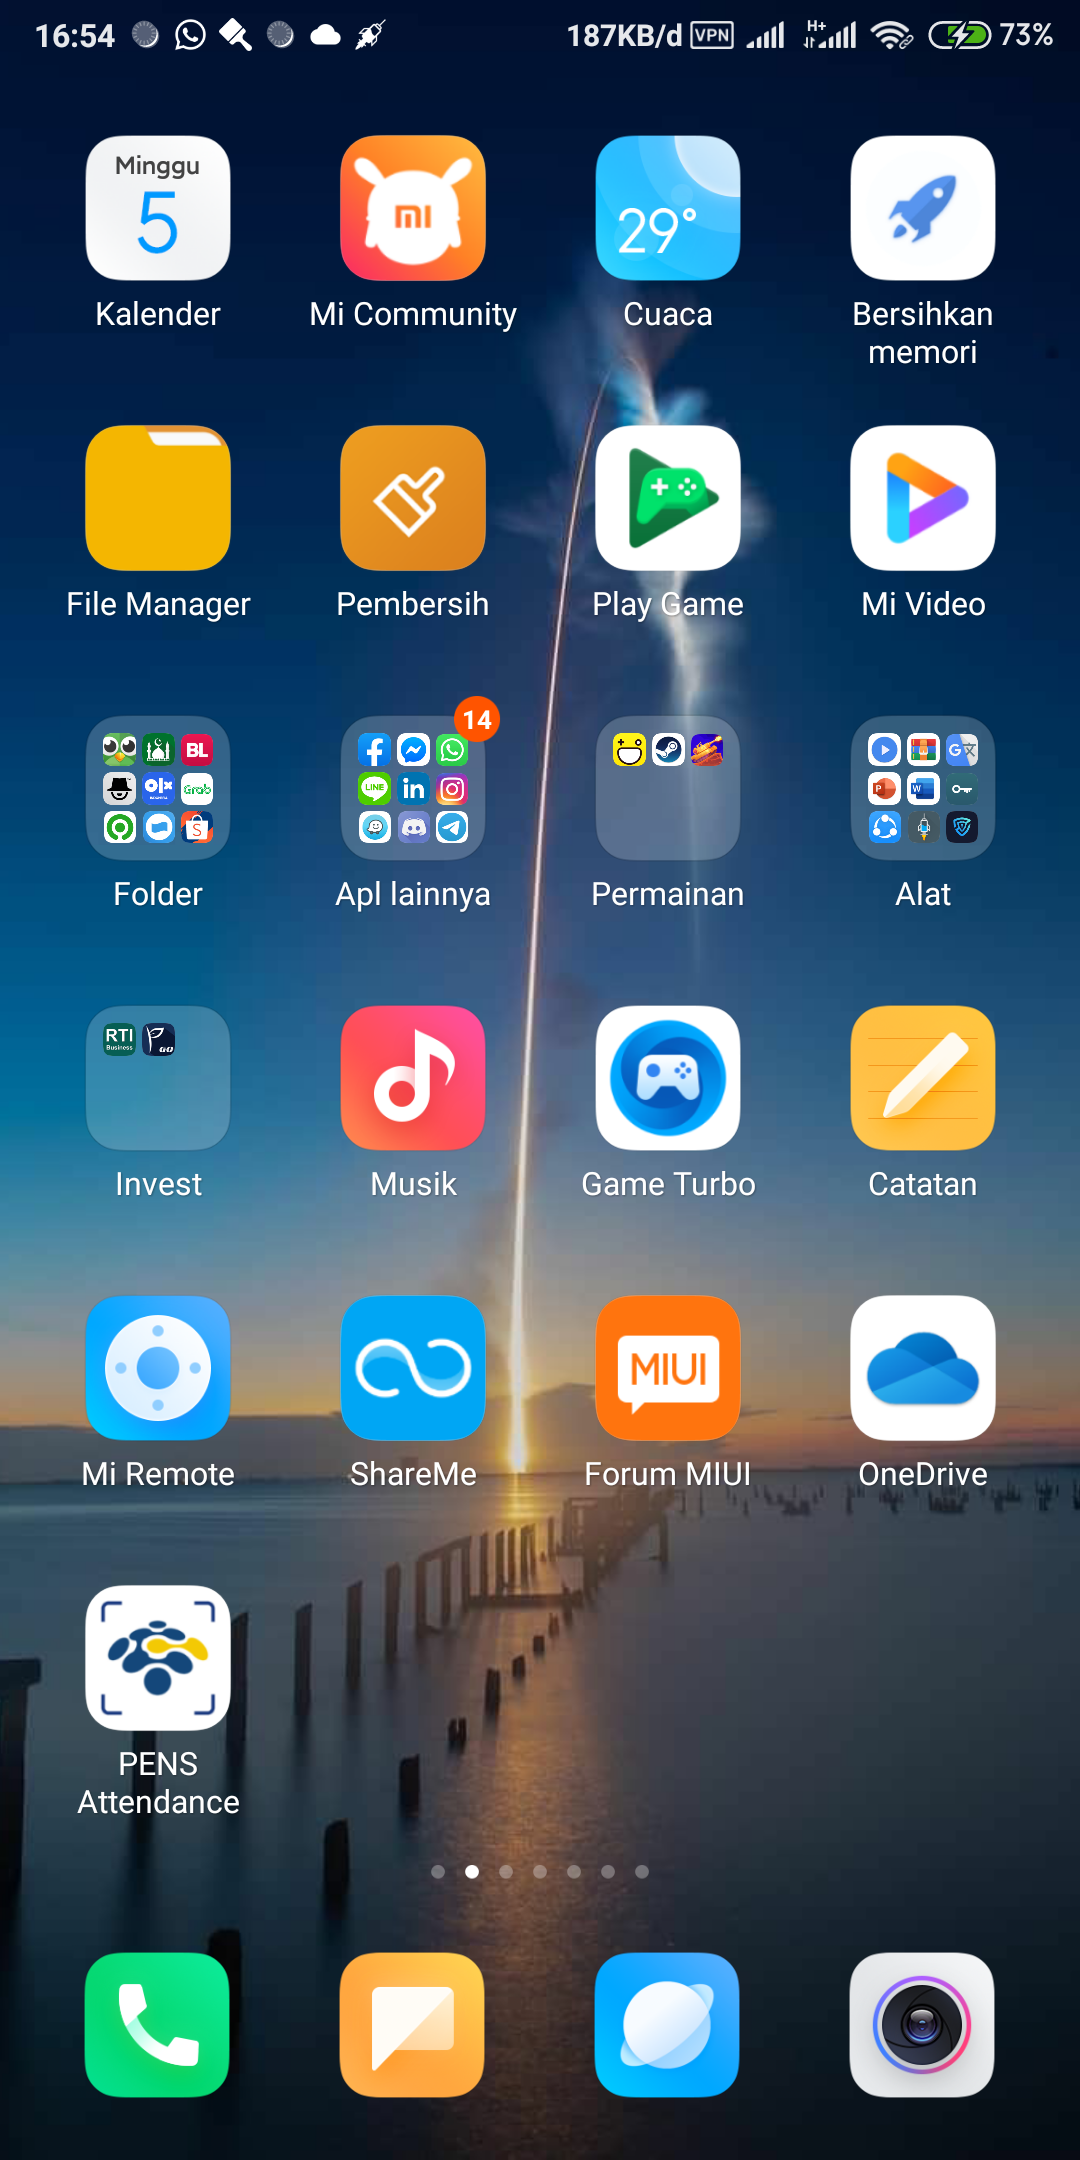 16:54 187KB/d VPN H+ 73%
Minggu
5
mi
29°
Kalender Mi Community Cuaca Bersihkan
memori
File Manager Pembersih Play Game Mi Video
14
BL
olx
Grab
LINE
in
W
P
G
S
Folder Apl lainnya Permainan Alat
RTI
Business
GO
Invest Musik Game Turbo Catatan
MIUI
Mi Remote ShareMe Forum MIUI OneDrive
PENS
Attendance